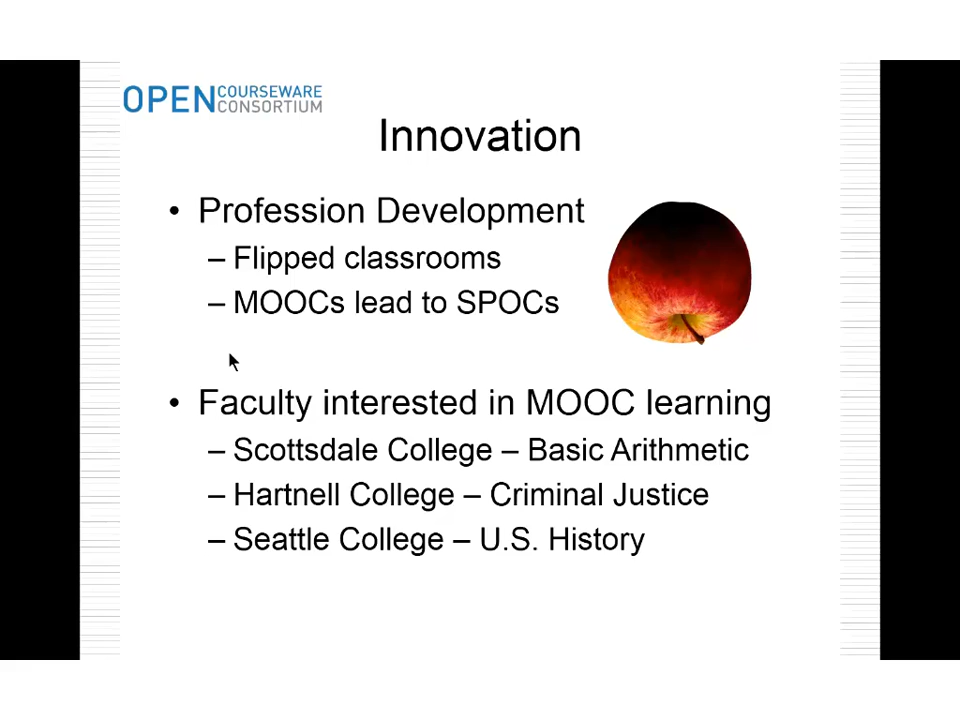 OPEN COURSEWARE CONSORTIUM
Innovation
• Profession Development
– Flipped classrooms
– MOOCs lead to SPOCs
• Faculty interested in MOOC learning
– Scottsdale College – Basic Arithmetic
– Hartnell College – Criminal Justice
– Seattle College – U.S. History